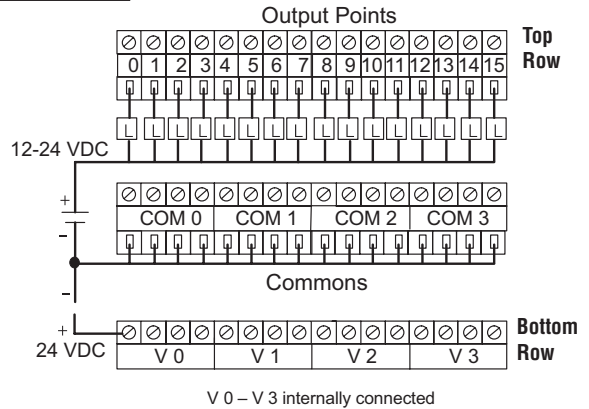 Output Points
Top
Row
0 1 2 3 4 5 6 7 8 9 10 11 12 13 14 15
L L L L L L L L L L L L L L L L
12-24 VDC
+
COM 0 COM 1 COM 2 COM 3
–
Commons
–
+
24 VDC
V 0 V 1 V 2 V 3
Bottom
Row
V 0 – V 3 internally connected